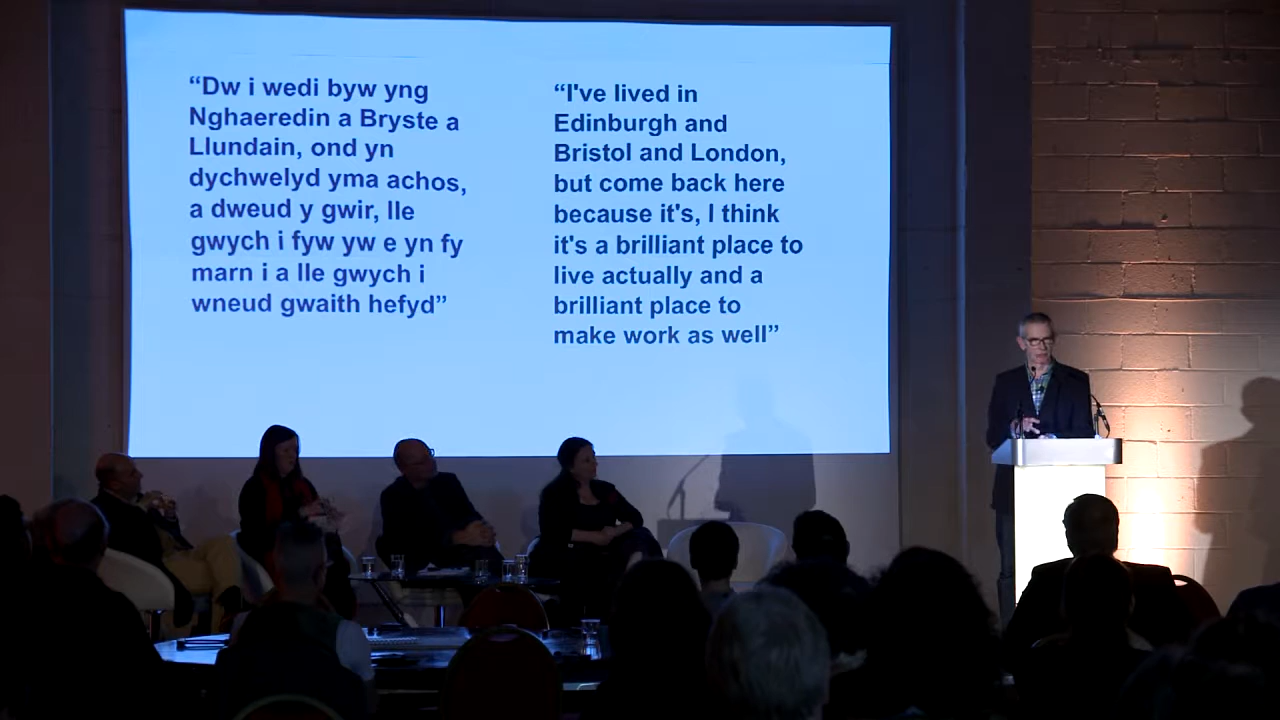 “Dw i wedi byw yng
Nghaeredin a Bryste a
Llundain, ond yn
dychwelyd yma achos,
a dweud y gwir, lle
gwych i fyw yw e yn fy
marn i a lle gwych i
wneud gwaith hefyd”
“I've lived in
Edinburgh and
Bristol and London,
but come back here
because it's, I think
it's a brilliant place to
live actually and a
brilliant place to
make work as well”